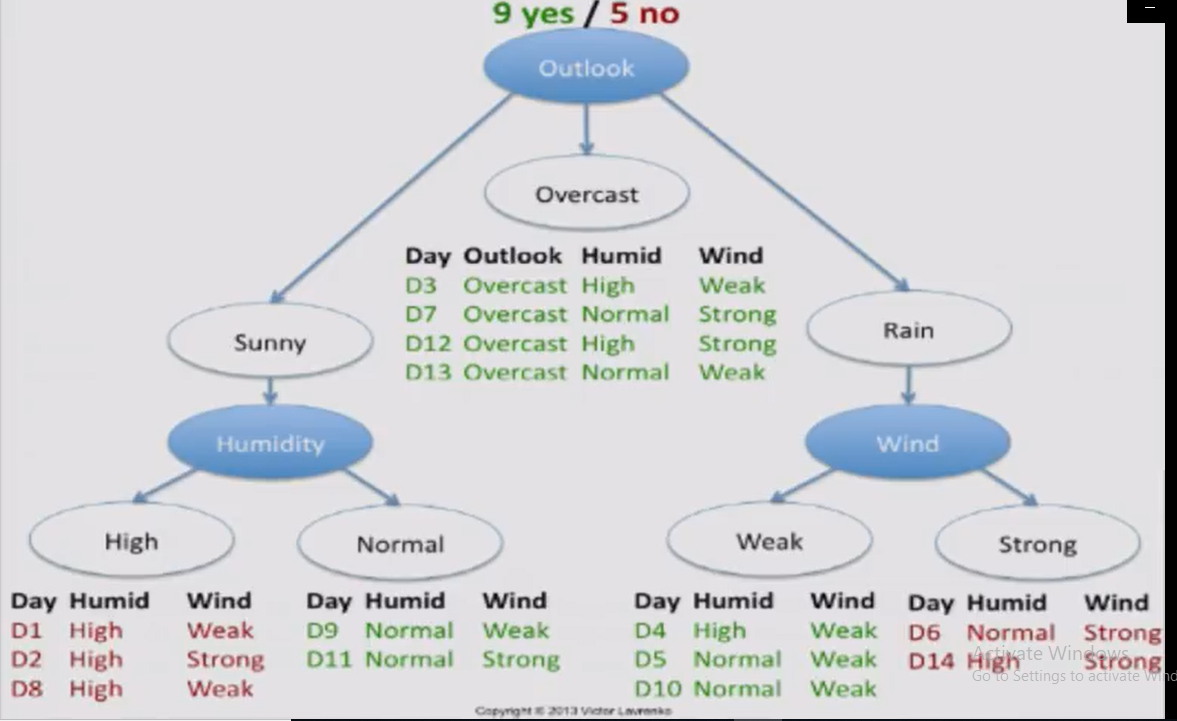 9 yes / 5 no
Outlook
Overcast
Day Outlook Humid Wind
D3 Overcast High Weak
D7 Overcast Normal Strong
D12 Overcast High Strong
D13 Overcast Normal Weak
Sunny
Rain
Humidity
Wind
High
Normal
Weak
Strong
Day Humid Wind
D1 High Weak
D2 High Strong
D8 High Weak
Day Humid Wind
D9 Normal Weak
D11 Normal Strong
Day Humid Wind
D4 High Weak
D5 Normal Weak
D10 Normal Weak
Day Humid Wind
D6 Normal Strong
D14 High Strong
Activate Windows
Go to Settings to activate Wind
Copyright © 2013 Victor Lavrenko